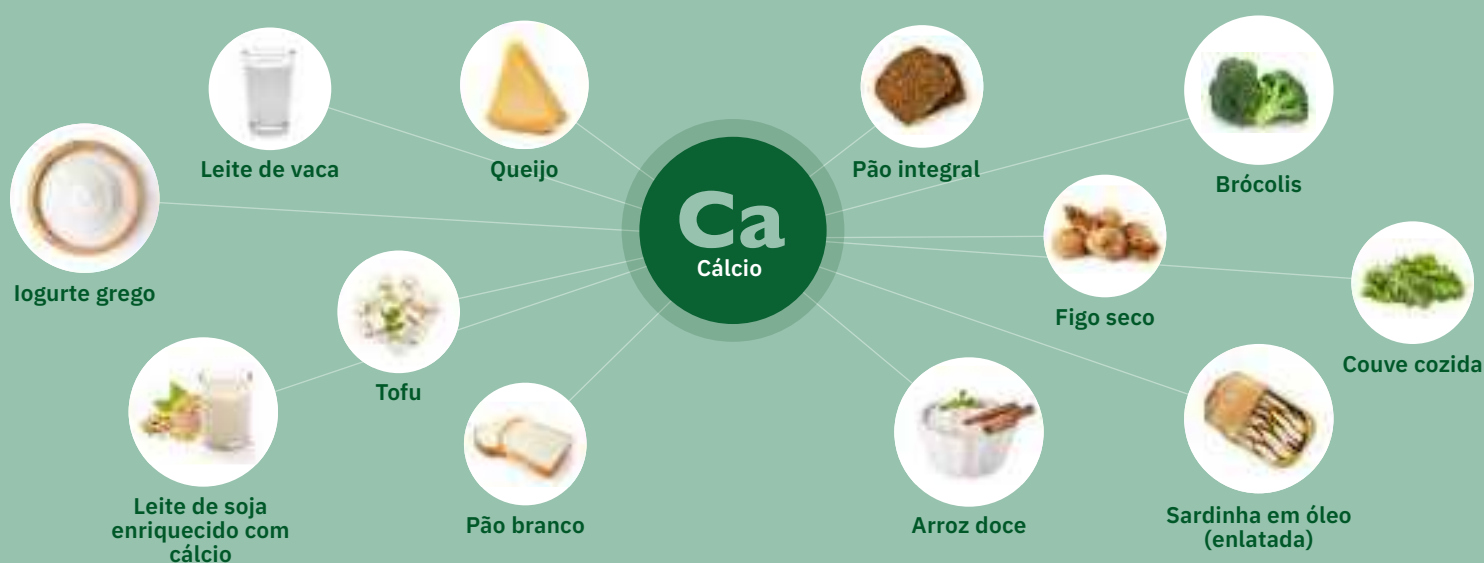 Leite de vaca
Queijo
Pão integral
Brócolis
Ca
Cálcio
Iogurte grego
Figo seco
Couve cozida
Tofu
Leite de soja
enriquecido com
cálcio
Pão branco
Arroz doce
Sardinha em óleo
(enlatada)